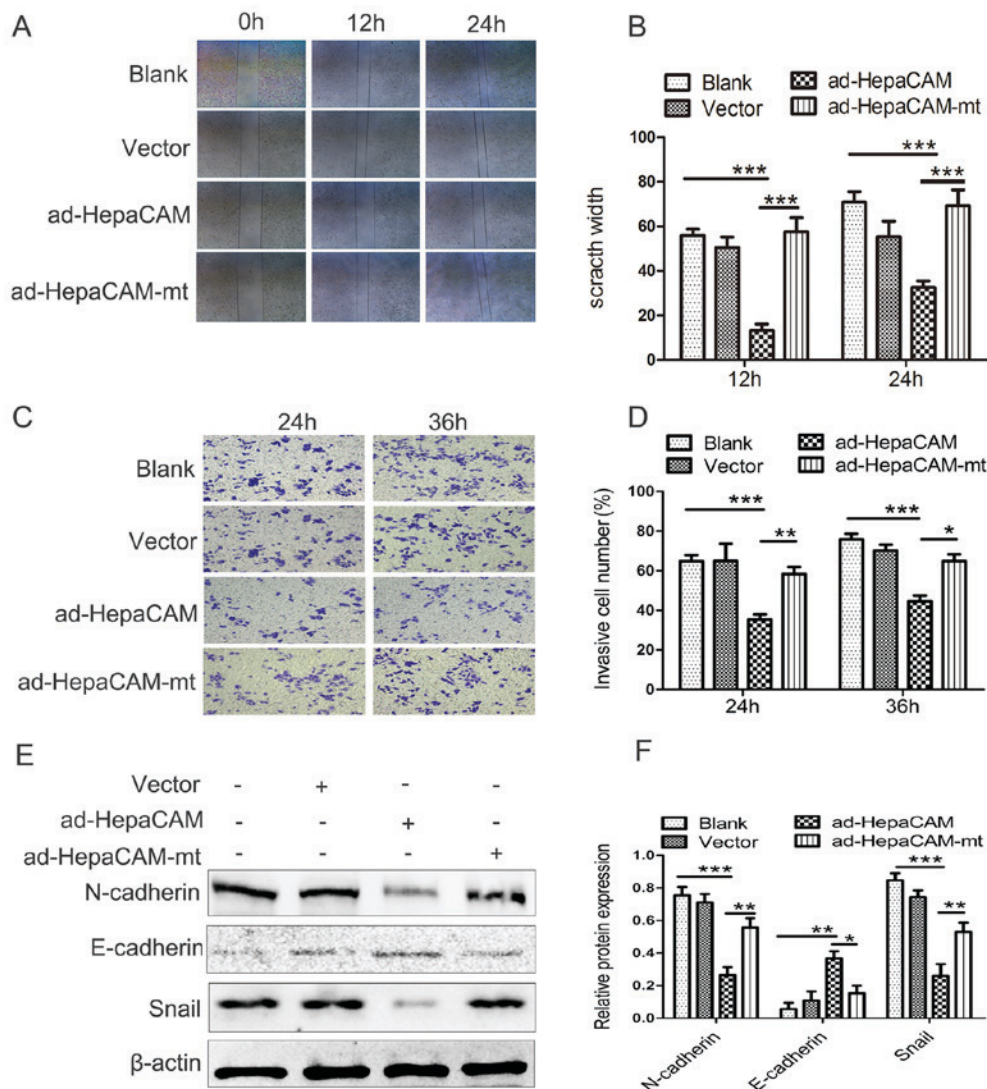 A
0h 12h 24h
Blank
Vector
ad-HepaCAM
ad-HepaCAM-mt
B
Blank ad-HepaCAM
Vector ad-HepaCAM-mt
scracth width
100
80
60
40
20
0
*** *** *** ***
12h 24h
C
24h 36h
Blank
Vector
ad-HepaCAM
ad-HepaCAM-mt
D
Blank ad-HepaCAM
Vector ad-HepaCAM-mt
Invasive cell number (%)
100
80
60
40
20
0
*** ** *** *
24h 36h
E
Vector - + - -
ad-HepaCAM - - + -
ad-HepaCAM-mt - - - +
N-cadherin
E-cadherin
Snail
β-actin
F
Blank ad-HepaCAM
Vector ad-HepaCAM-mt
Relative protein expression
1.0
0.8
0.6
0.4
0.2
0.0
*** ** ** * *** **
N-cadherin E-cadherin Snail